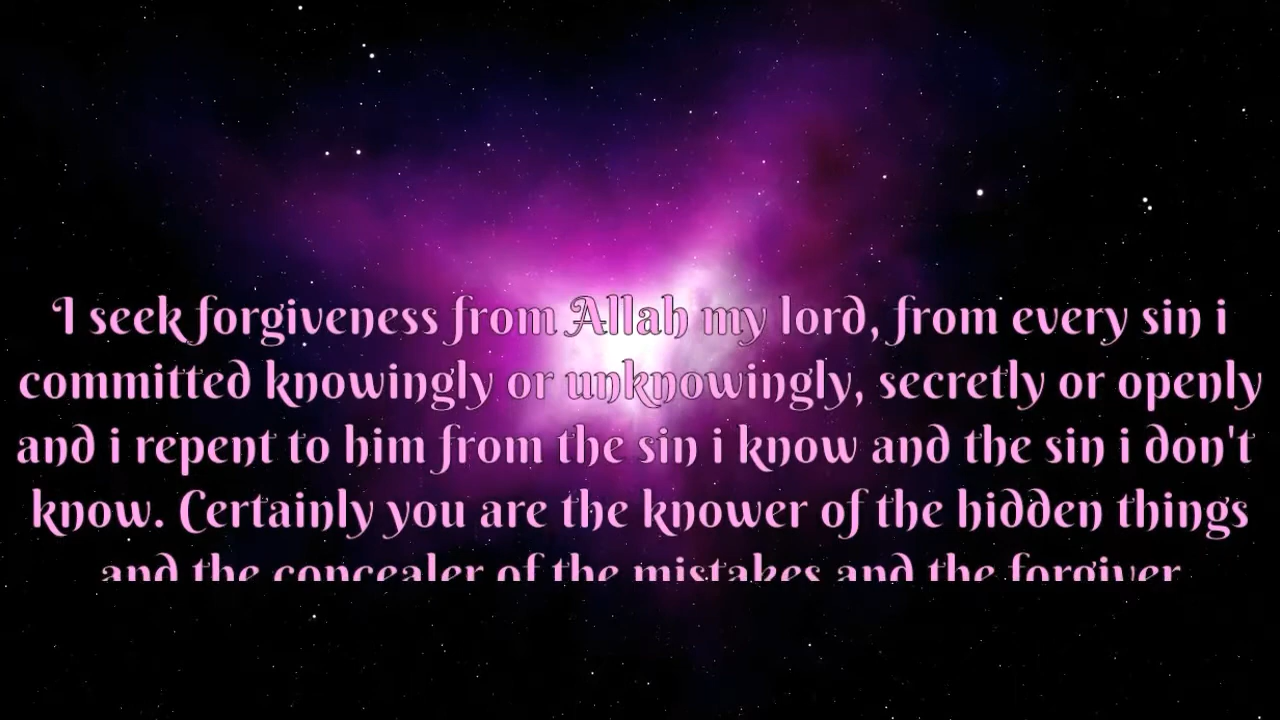 I seek forgiveness from Allah my lord, from every sin i
committed knowingly or unknowingly, secretly or openly
and i repent to him from the sin i know and the sin i don't
know. Certainly you are the knower of the hidden things
and the concealer of the mistakes and the forgiver